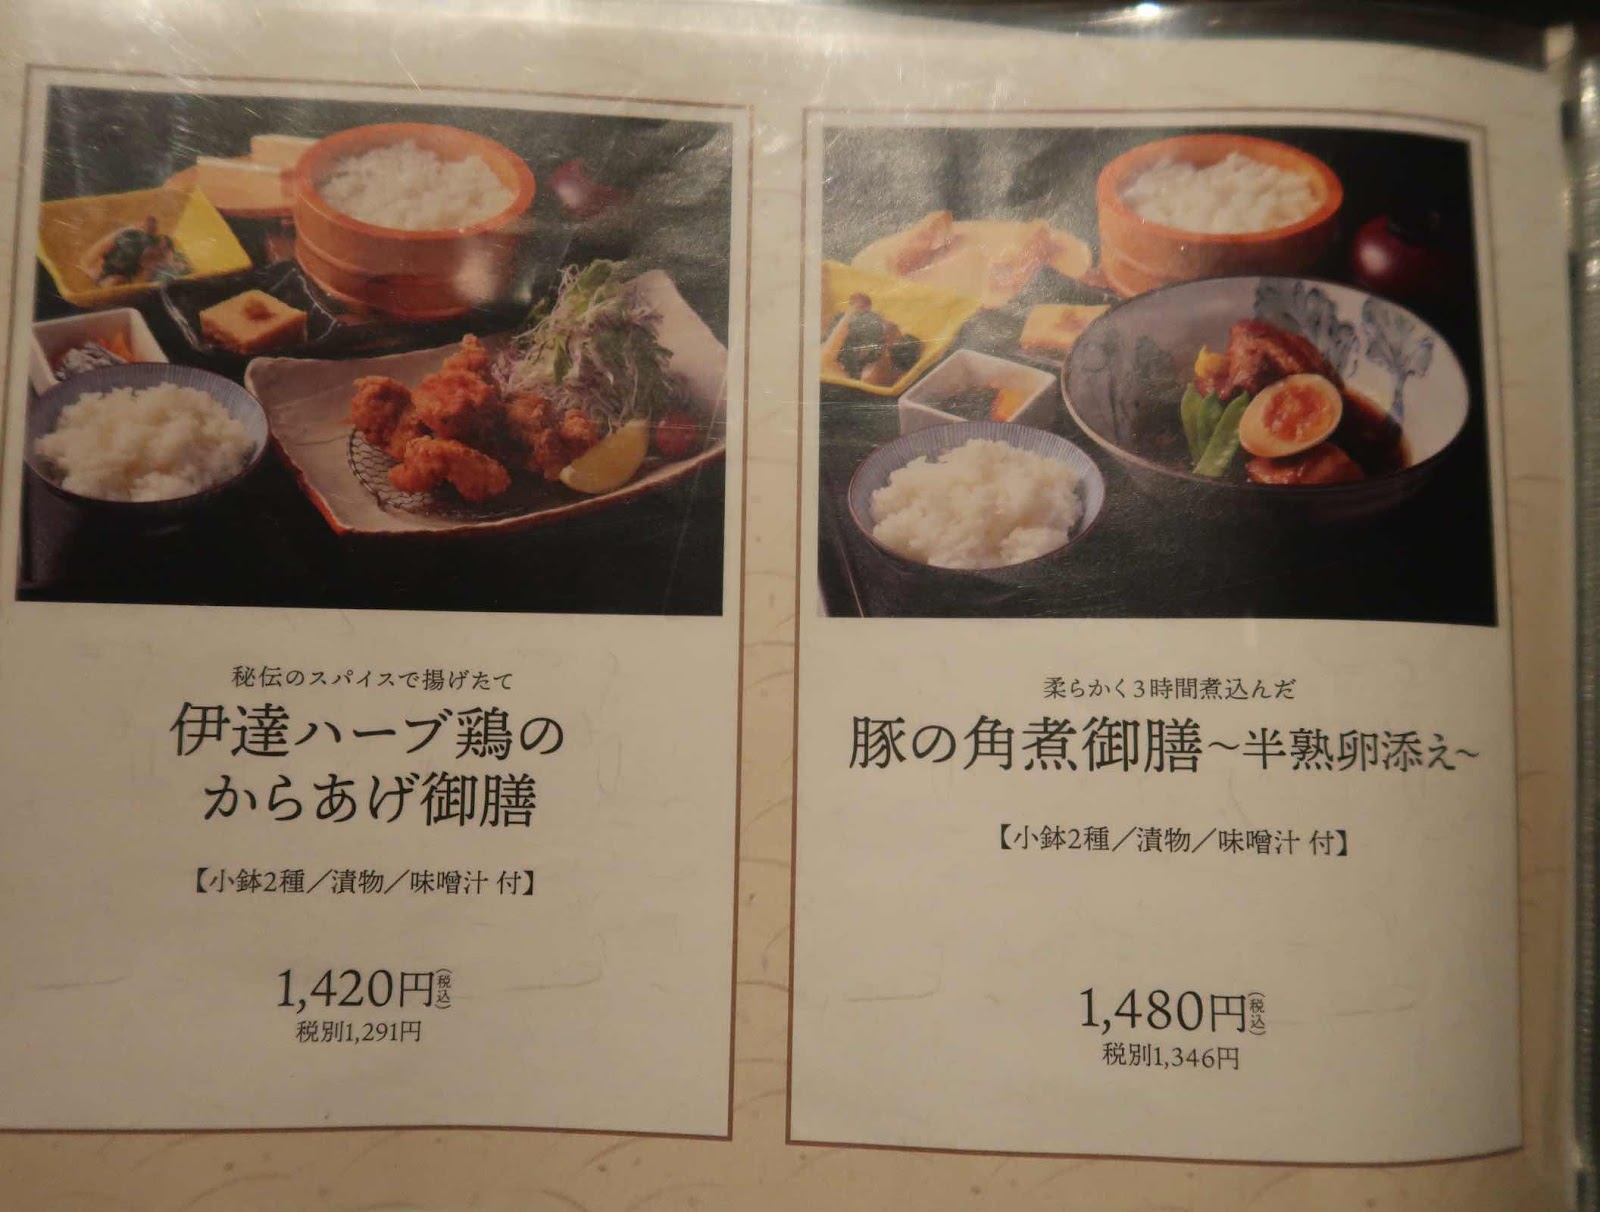 秘伝のスパイスで揚げたて
伊達ハーブ鶏の
からあげ御膳
【小鉢2種／漬物／味噌汁 付】
1,420円(税込)
税別1,291円
柔らかく3時間煮込んだ
豚の角煮御膳～半熟卵添え～
【小鉢2種／漬物／味噌汁 付】
1,480円(税込)
税別1,346円